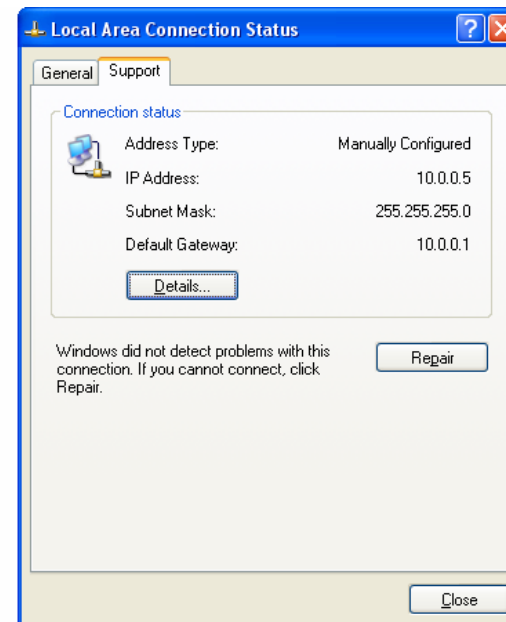 Local Area Connection Status
General Support
Connection status
Address Type: Manually Configured
IP Address: 10.0.0.5
Subnet Mask: 255.255.255.0
Default Gateway: 10.0.0.1
Details...
Windows did not detect problems with this
connection. If you cannot connect, click
Repair.
Repair
Close